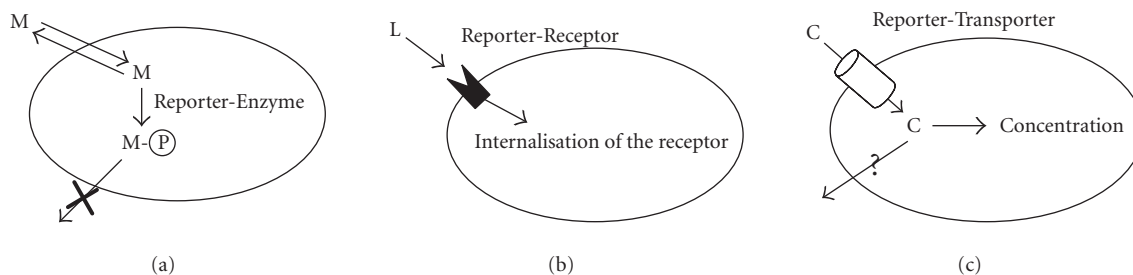 M
M
Reporter-Enzyme
M-P
(a)
L
Reporter-Receptor
Internalisation of the receptor
(b)
Reporter-Transporter
C
C
Concentration
?
(c)